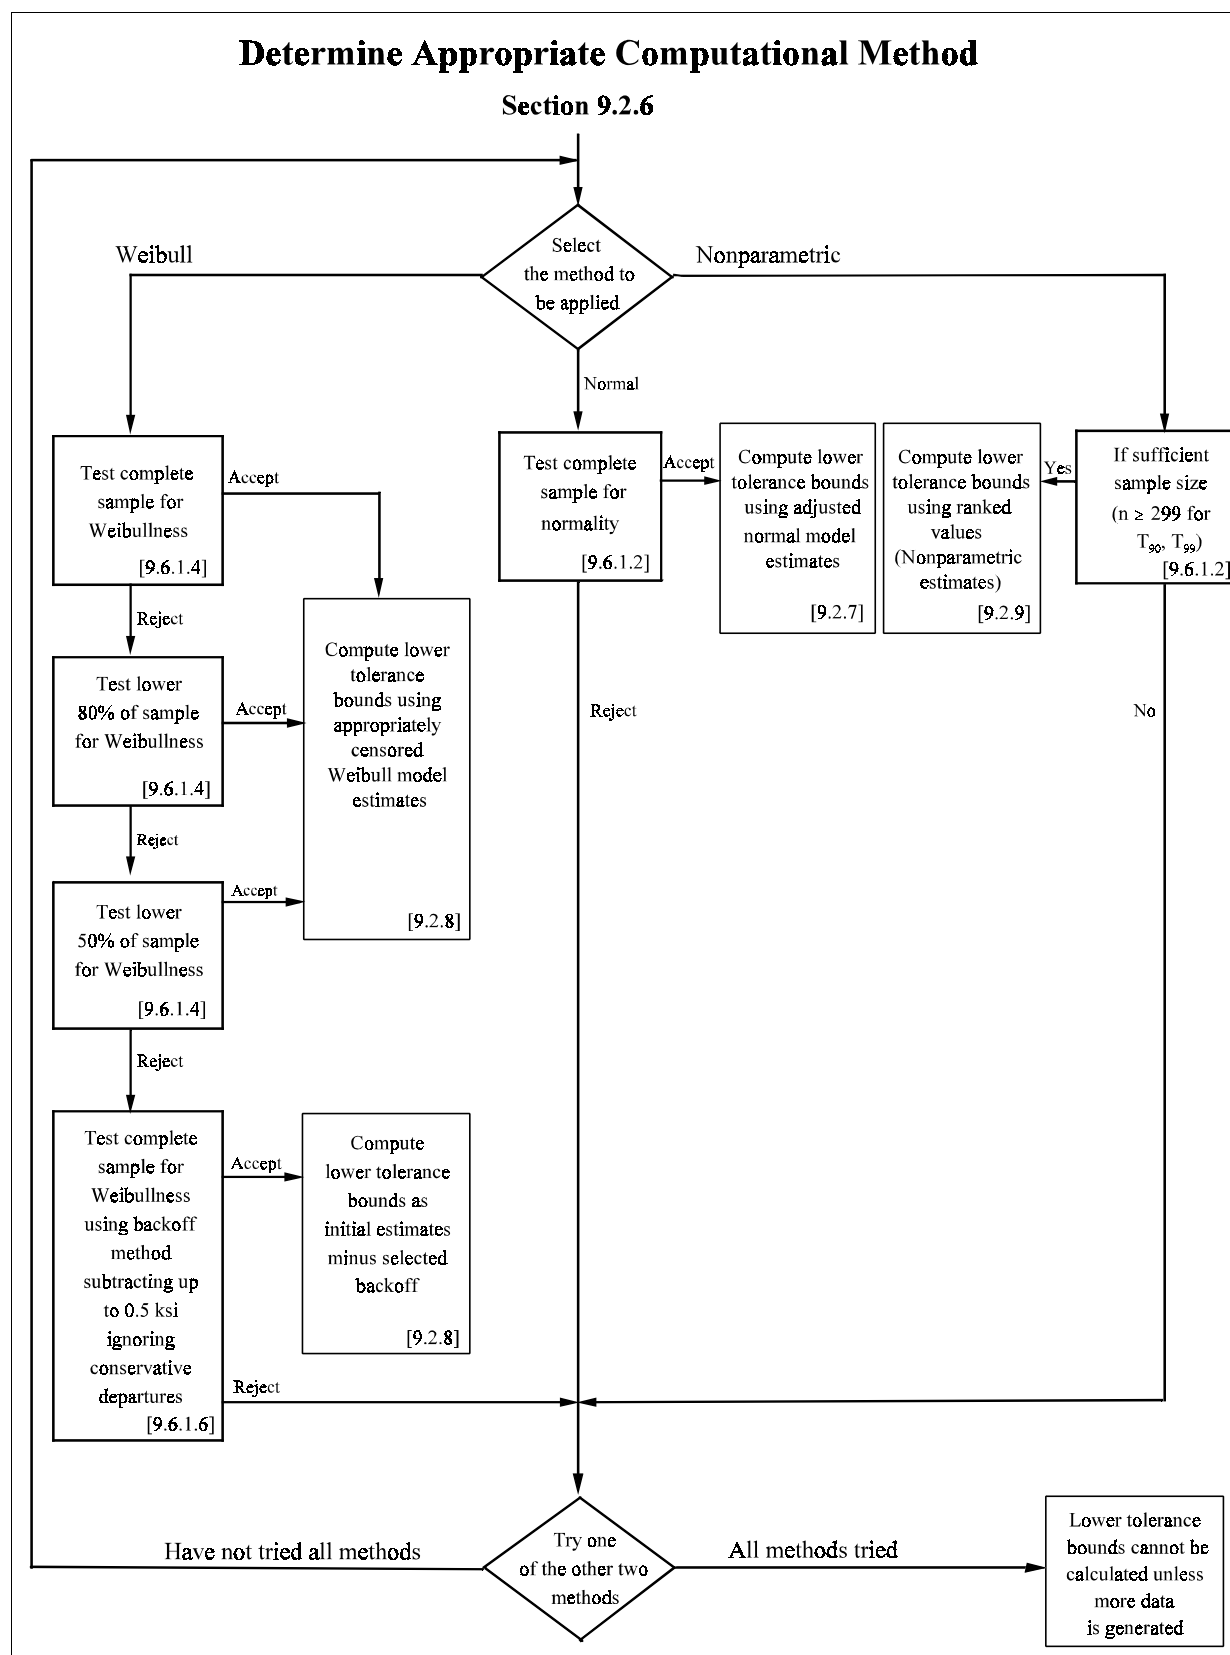 Determine Appropriate Computational Method
Section 9.2.6
Select
the method to
be applied
Weibull
Nonparametric
Normal
Test complete
sample for
Weibullness
[9.6.1.4]
Accept
Reject
Test lower
80% of sample
for Weibullness
[9.6.1.4]
Accept
Reject
Test lower
50% of sample
for Weibullness
[9.6.1.4]
Accept
Reject
Compute lower
tolerance
bounds using
appropriately
censored
Weibull model
estimates
[9.2.8]
Test complete
sample for
Weibullness
using backoff
method
subtracting up
to 0.5 ksi
ignoring
conservative
departures
[9.6.1.6]
Accept
Reject
Compute
lower tolerance
bounds as
initial estimates
minus selected
backoff
[9.2.8]
Test complete
sample for
normality
[9.6.1.2]
Accept
Reject
Compute lower
tolerance bounds
using adjusted
normal model
estimates
[9.2.7]
Compute lower
tolerance bounds
using ranked
values
(Nonparametric
estimates)
[9.2.9]
Yes
If sufficient
sample size
(n ≥ 299 for
T90, T99)
[9.6.1.2]
No
Try one
of the other two
methods
Have not tried all methods
All methods tried
Lower tolerance
bounds cannot be
calculated unless
more data
is generated